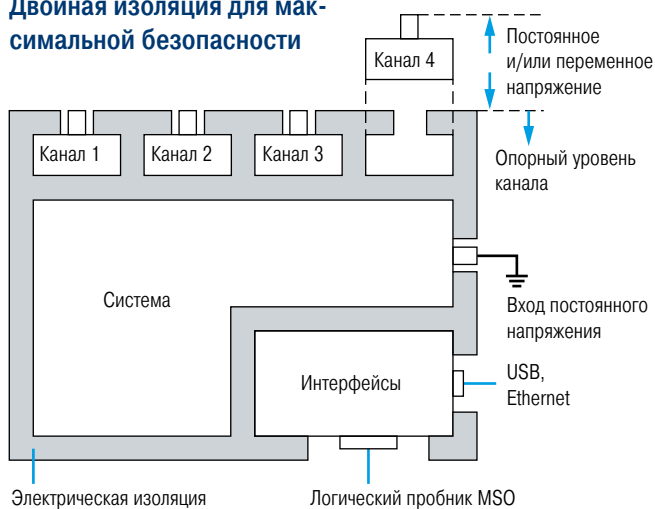 Двойная изоляция для мак-
симальной безопасности
Канал 4
Постоянное
и/или переменное
напряжение
Канал 1
Канал 2
Канал 3
Опорный уровень
канала
Система
Вход постоянного
напряжения
Интерфейсы
USB,
Ethernet
Электрическая изоляция
Логический пробник MSO